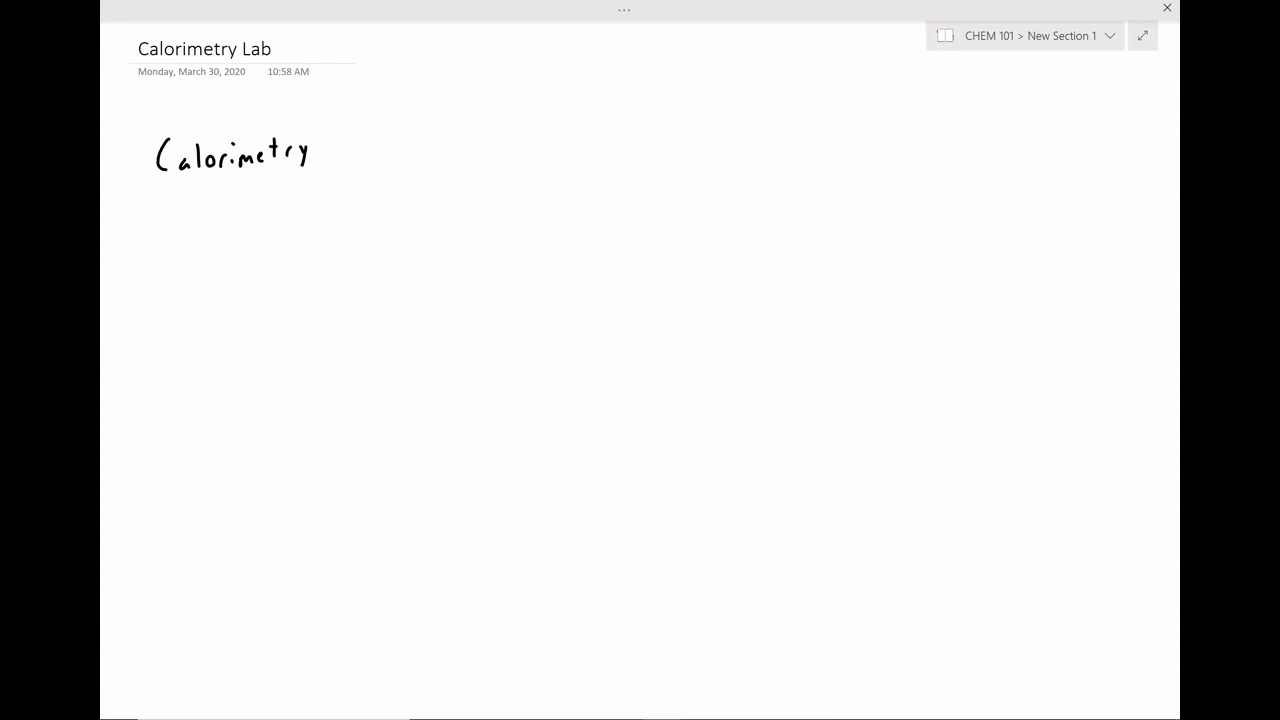 Calorimetry Lab
CHEM 101 > New Section 1
Monday, March 30, 2020 10:58 AM
Calorimetry